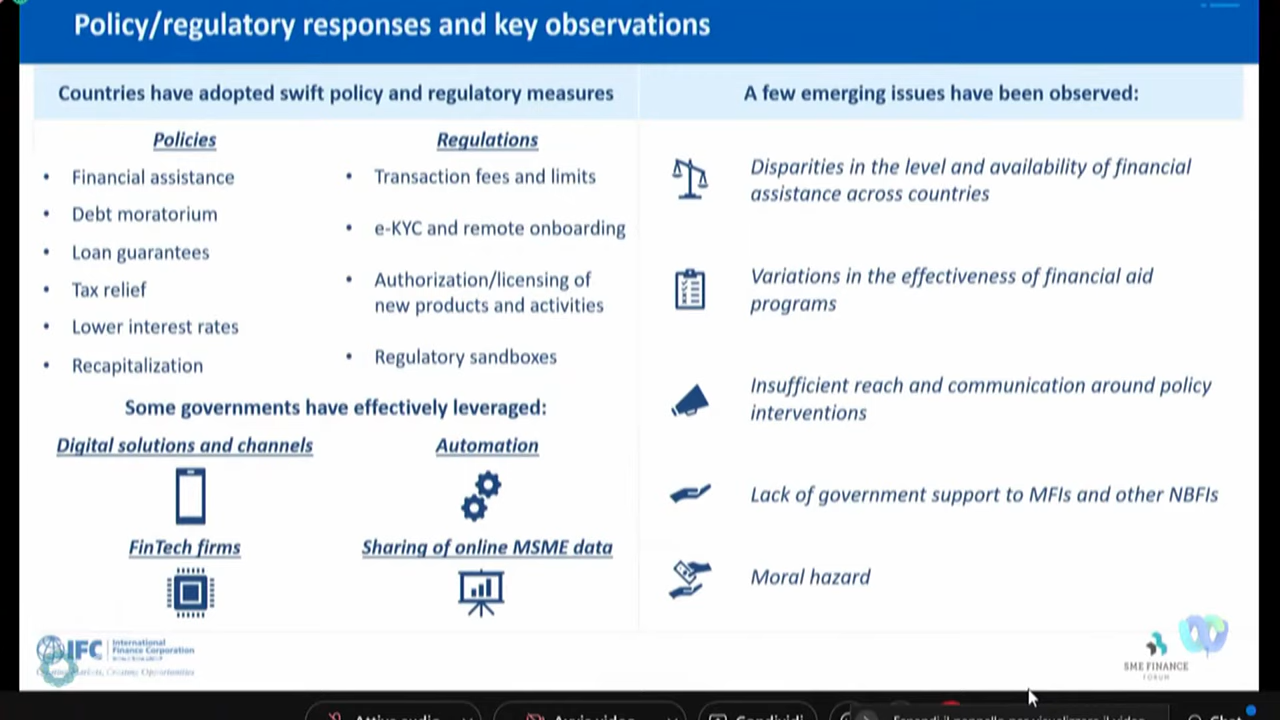 Policy/regulatory responses and key observations
Countries have adopted swift policy and regulatory measures
Policies
• Financial assistance
• Debt moratorium
• Loan guarantees
• Tax relief
• Lower interest rates
• Recapitalization
Regulations
• Transaction fees and limits
• e-KYC and remote onboarding
• Authorization/licensing of
new products and activities
• Regulatory sandboxes
Some governments have effectively leveraged:
Digital solutions and channels
Automation
FinTech firms
Sharing of online MSME data
A few emerging issues have been observed:
Disparities in the level and availability of financial
assistance across countries
Variations in the effectiveness of financial aid
programs
Insufficient reach and communication around policy
interventions
Lack of government support to MFIs and other NBFIs
Moral hazard
IFC
International
Finance Corporation
Creating Markets, Creating Opportunities
SME FINANCE
FORUM